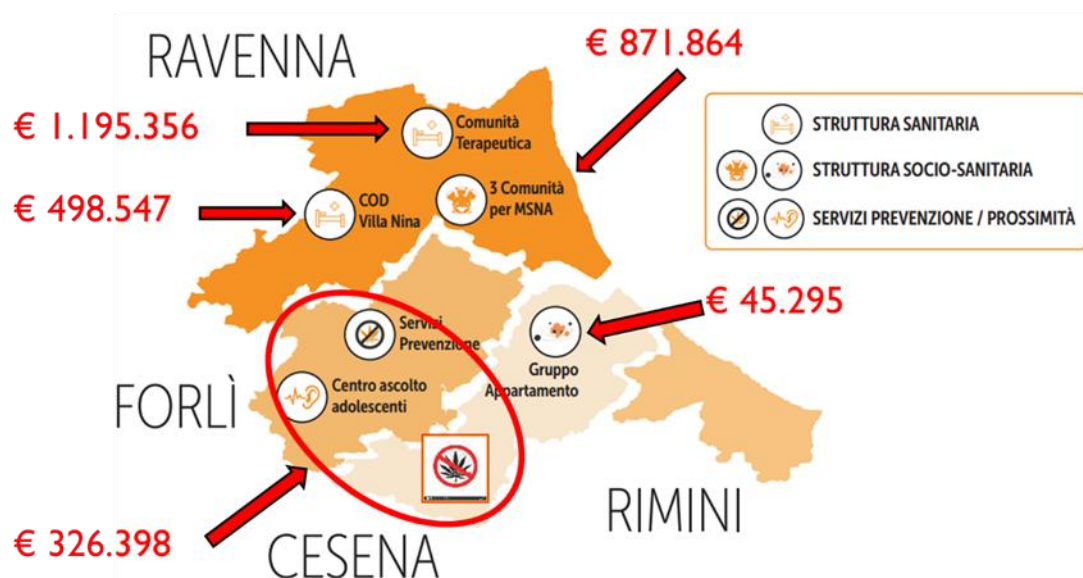 RAVENNA
€ 871.864
€ 1.195.356
Comunità
Terapeutica
STRUTTURA SANITARIA
STRUTTURA SOCIO-SANITARIA
SERVIZI PREVENZIONE / PROSSIMITÀ
€ 498.547
COD
Villa Nina
3 Comunità
per MSNA
€ 45.295
Servizi
Prevenzione
Gruppo
Appartamento
FORLÌ
Centro ascolto
adolescenti
RIMINI
€ 326.398
CESENA